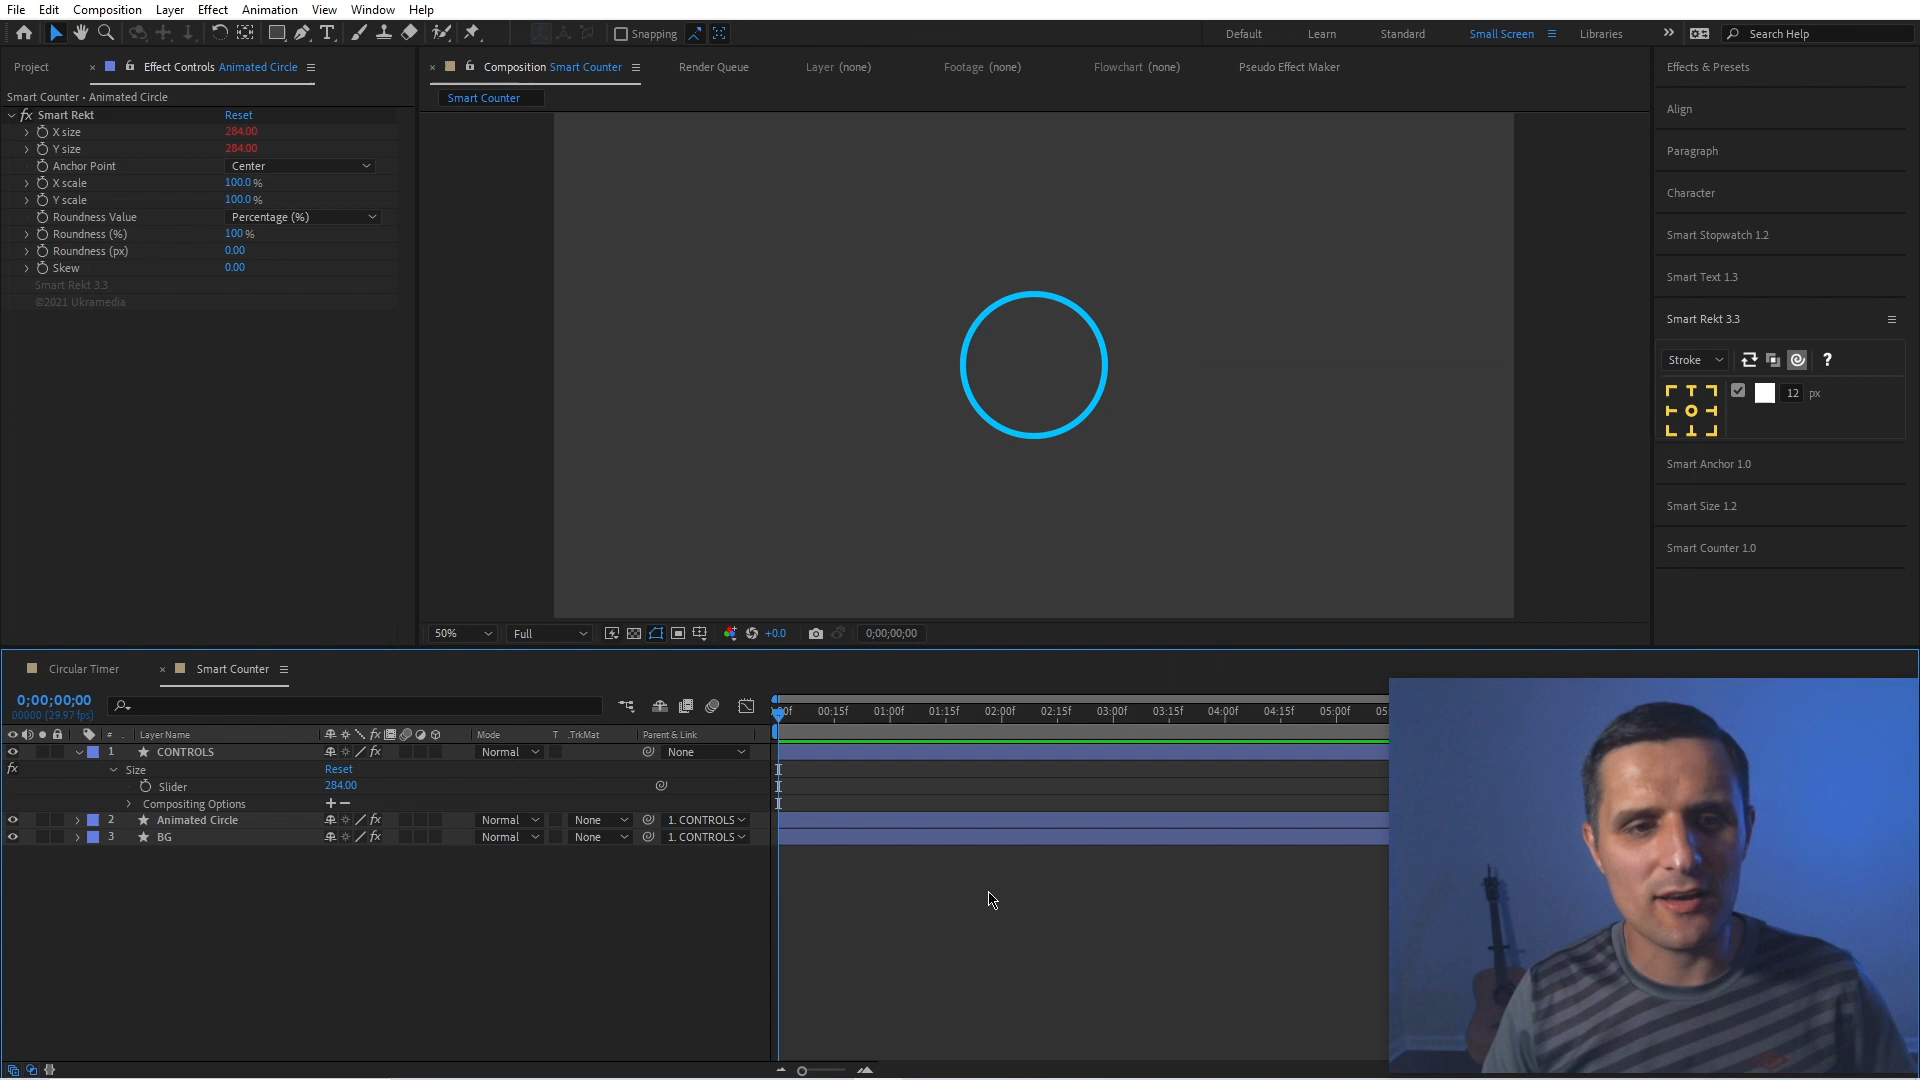 File Edit Composition Layer Effect Animation View Window Help
Snapping Default Learn Standard Small Screen Libraries Search Help
Project Effect Controls Animated Circle
Composition Smart Counter Render Queue Layer (none) Footage (none) Flowchart (none) Pseudo Effect Maker
Smart Counter • Animated Circle
Smart Counter
fx Smart Rekt Reset
X size 284.00
Y size 284.00
Anchor Point Center
X scale 100.0 %
Y scale 100.0 %
Roundness Value Percentage (%)
Roundness (%) 100 %
Roundness (px) 0.00
Skew 0.00
Smart Rekt 3.3
©2021 Ukramedia
Effects & Presets
Align
Paragraph
Character
Smart Stopwatch 1.2
Smart Text 1.3
Smart Rekt 3.3
Stroke ?
12 px
Smart Anchor 1.0
Smart Size 1.2
Smart Counter 1.0
50% Full +0.0 0;00;00;00
Circular Timer Smart Counter
0;00;00;00
00000 (29.97 fps)
00:15f 01:00f 01:15f 02:00f 02:15f 03:00f 03:15f 04:00f 04:15f 05:00f
# Layer Name fx Mode T .TrkMat Parent & Link
1 CONTROLS fx Normal None
fx Size Reset
Slider 284.00
Compositing Options + −
2 Animated Circle fx Normal None 1. CONTROLS
3 BG fx Normal None 1. CONTROLS